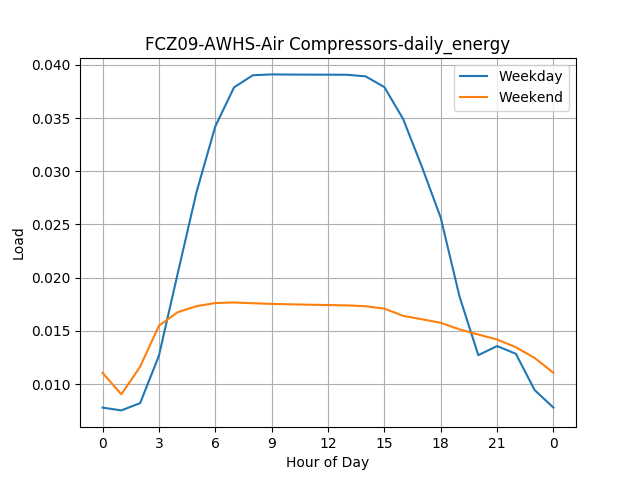 FCZ09-AWHS-Air Compressors-daily_energy
0.040
0.035
0.030
0.025
0.020
0.015
0.010
Load
Weekday
Weekend
0 3 6 9 12 15 18 21 0
Hour of Day